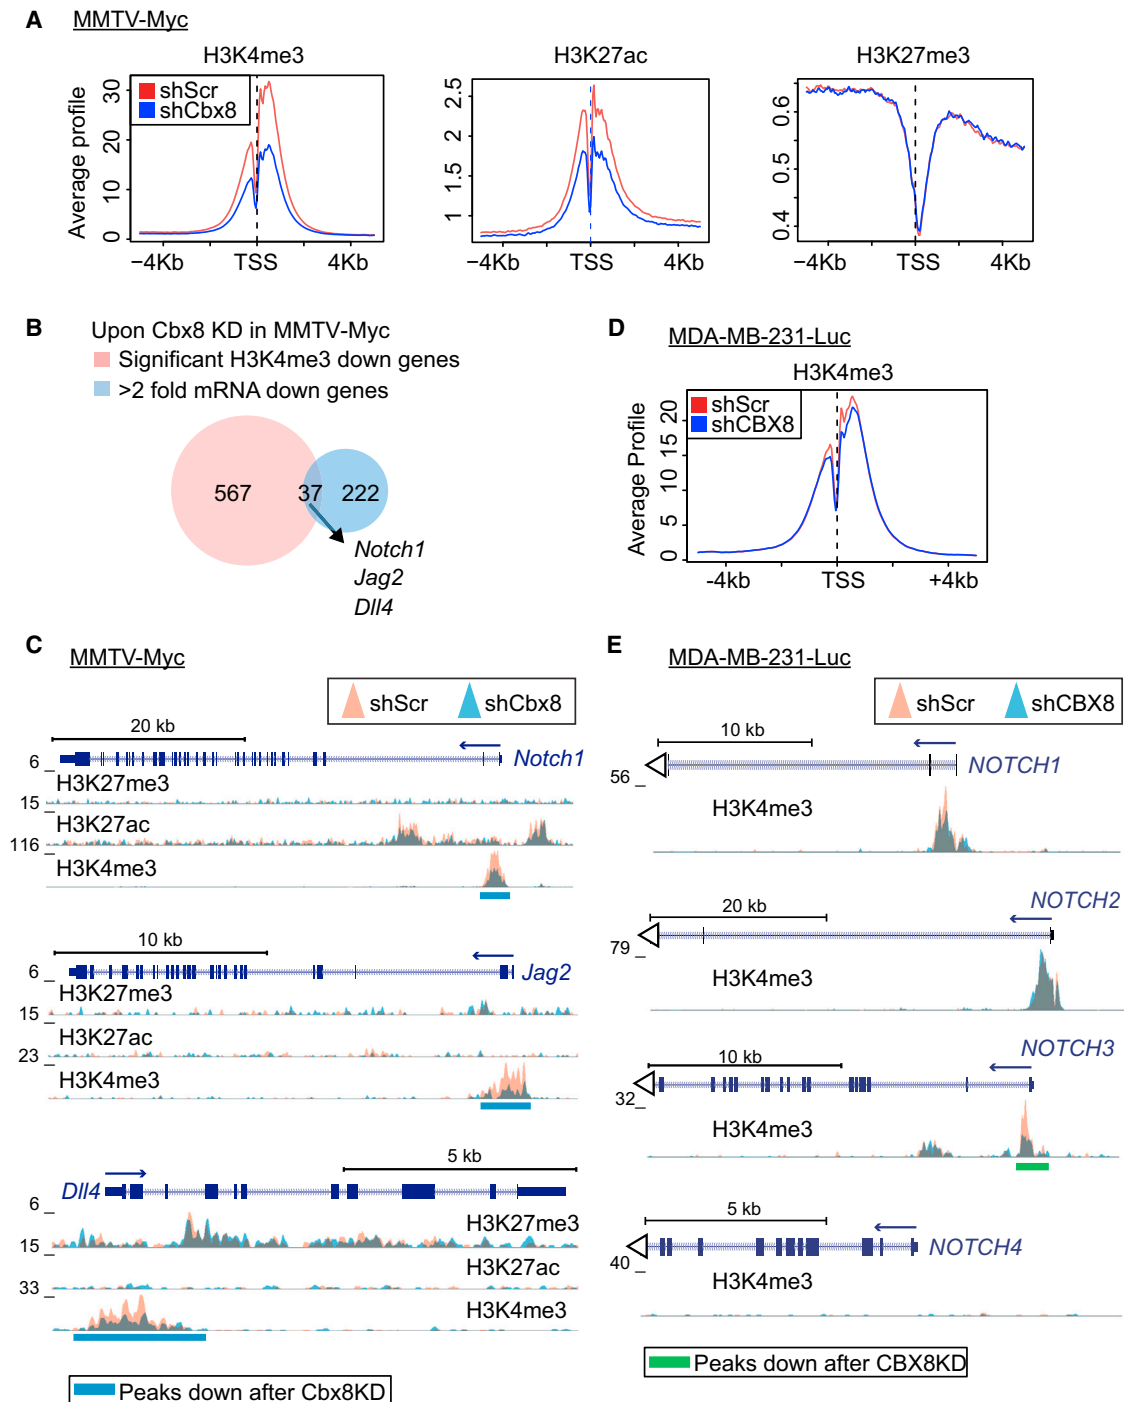 A MMTV-Myc
H3K4me3
shScr
shCbx8
Average profile
30
20
10
0
−4Kb TSS 4Kb
H3K27ac
2.5
2
1.5
1
−4Kb TSS 4Kb
H3K27me3
0.6
0.5
0.4
−4Kb TSS 4Kb
B
Upon Cbx8 KD in MMTV-Myc
Significant H3K4me3 down genes
>2 fold mRNA down genes
567 37 222
Notch1
Jag2
Dll4
D MDA-MB-231-Luc
H3K4me3
shScr
shCBX8
Average Profile
20
15
10
5
0
-4kb TSS +4kb
C MMTV-Myc
shScr shCbx8
20 kb
Notch1
6
H3K27me3
15
H3K27ac
116
H3K4me3
10 kb
Jag2
6
H3K27me3
15
H3K27ac
23
H3K4me3
5 kb
Dll4
6
H3K27me3
15
H3K27ac
33
H3K4me3
Peaks down after Cbx8KD
E MDA-MB-231-Luc
shScr shCBX8
10 kb
NOTCH1
56
H3K4me3
20 kb
NOTCH2
79
H3K4me3
10 kb
NOTCH3
32
H3K4me3
5 kb
NOTCH4
40
H3K4me3
Peaks down after CBX8KD